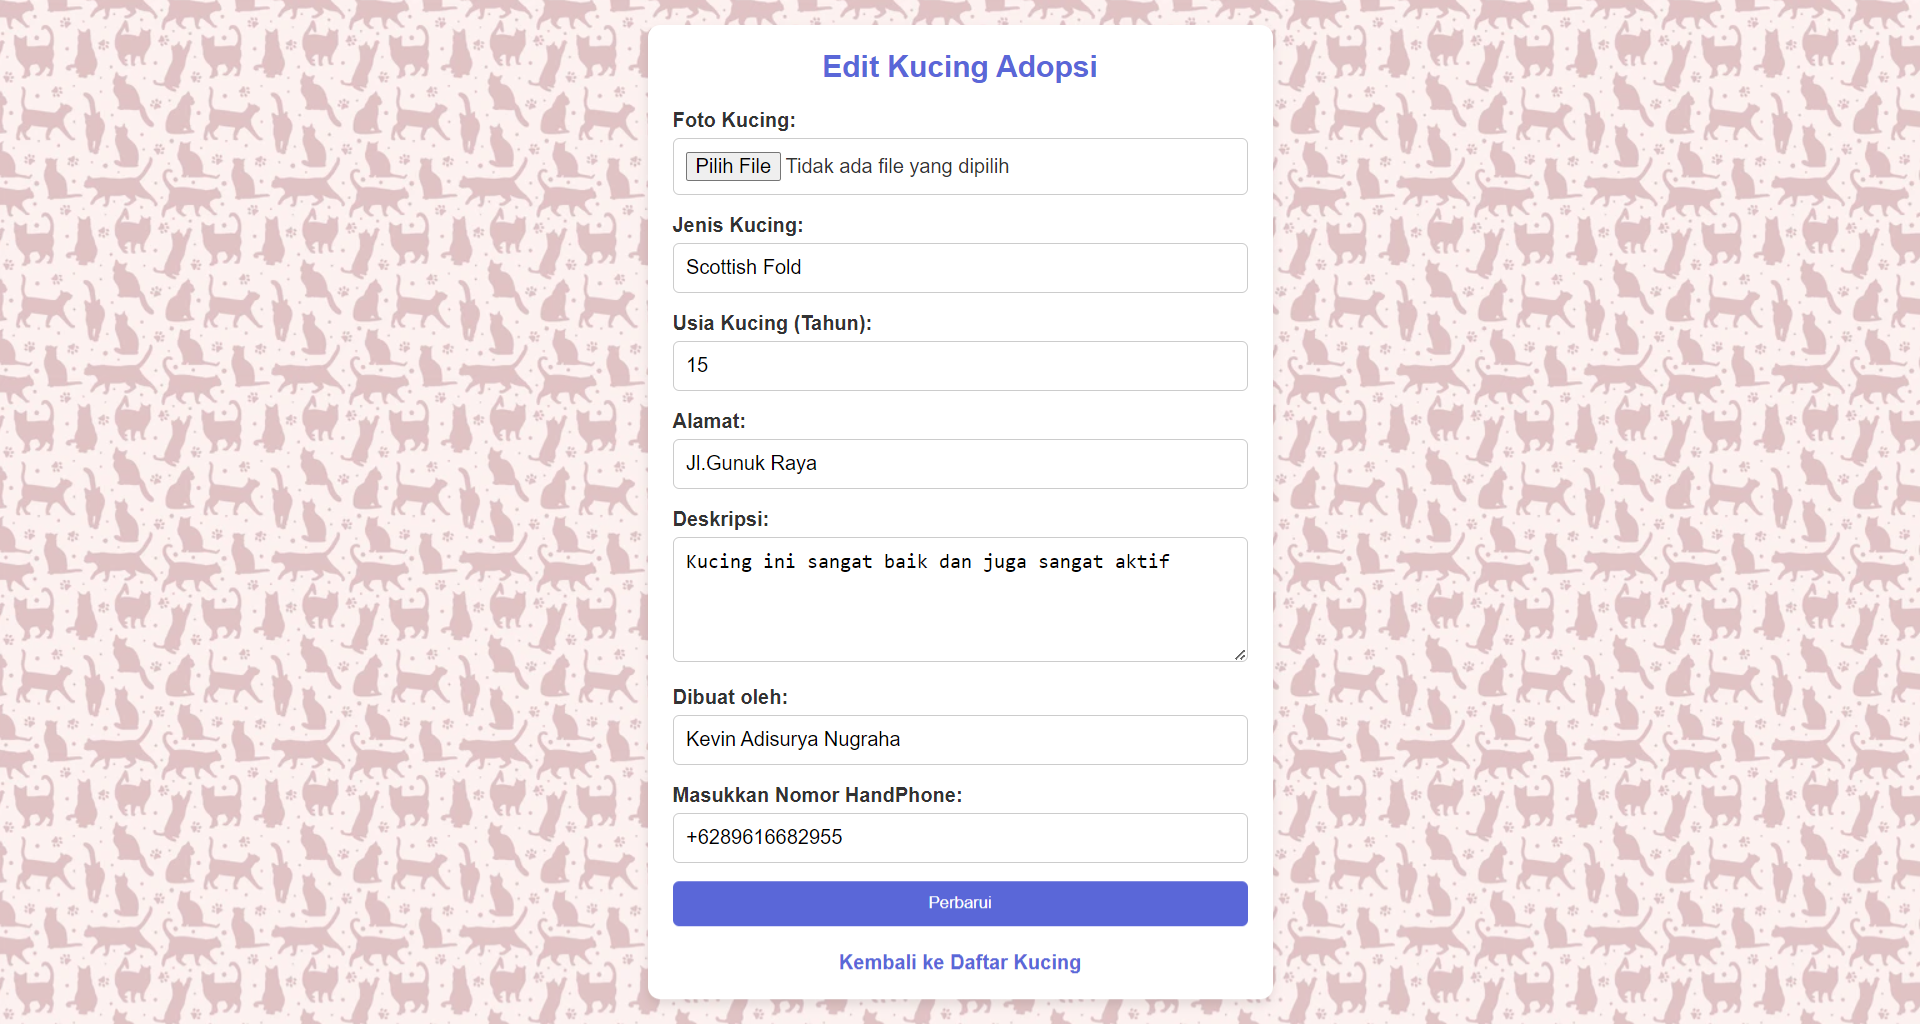 Edit Kucing Adopsi
Foto Kucing:
Pilih File Tidak ada file yang dipilih
Jenis Kucing:
Scottish Fold
Usia Kucing (Tahun):
15
Alamat:
Jl.Gunuk Raya
Deskripsi:
Kucing ini sangat baik dan juga sangat aktif
Dibuat oleh:
Kevin Adisurya Nugraha
Masukkan Nomor HandPhone:
+6289616682955
Perbarui
Kembali ke Daftar Kucing